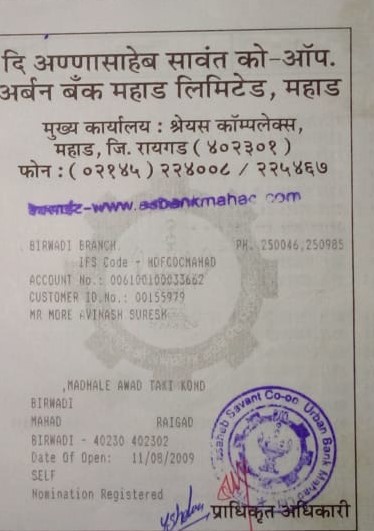 दि अण्णासाहेब सावंत को-ऑप.
अर्बन बँक महाड लिमिटेड, महाड
मुख्य कार्यालय : श्रेयस कॉम्पलेक्स,
महाड, जि. रायगड ( ४०२३०१ )
फोन : ( ०२१४५ ) २२४००८ / २२५४६७
वेबसाईट-www.asbankmahad.com
BIRWADI BRANCH. PH. 250046,250985
IFS Code - HDFC0CMAHAD
ACCOUNT No.: 006100100033662
CUSTOMER ID.No.: 00155979
MR MORE AVINASH SURESH
,MADHALE AWAD TAKI KOND
BIRWADI
MAHAD RAIGAD
BIRWADI - 40230 402302
Date Of Open: 11/08/2009
SELF
Nomination Registered
saheb Savant Co-op Urban Bank Mahad
प्राधिकृत अधिकारी